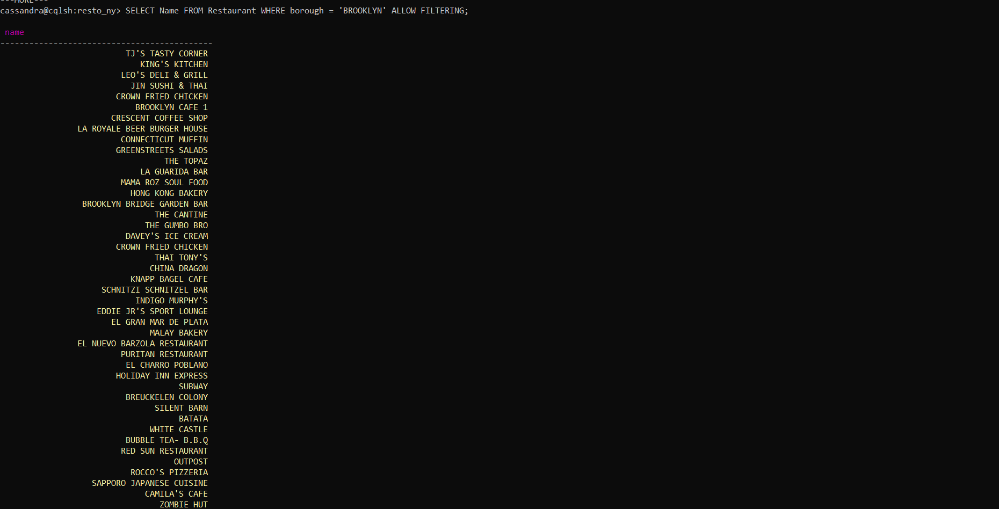 ---MORE---
cassandra@cqlsh:resto_ny> SELECT Name FROM Restaurant WHERE borough = 'BROOKLYN' ALLOW FILTERING;
name
--------------------------------------------
TJ'S TASTY CORNER
KING'S KITCHEN
LEO'S DELI & GRILL
JIN SUSHI & THAI
CROWN FRIED CHICKEN
BROOKLYN CAFE 1
CRESCENT COFFEE SHOP
LA ROYALE BEER BURGER HOUSE
CONNECTICUT MUFFIN
GREENSTREETS SALADS
THE TOPAZ
LA GUARIDA BAR
MAMA ROZ SOUL FOOD
HONG KONG BAKERY
BROOKLYN BRIDGE GARDEN BAR
THE CANTINE
THE GUMBO BRO
DAVEY'S ICE CREAM
CROWN FRIED CHICKEN
THAI TONY'S
CHINA DRAGON
KNAPP BAGEL CAFE
SCHNITZI SCHNITZEL BAR
INDIGO MURPHY'S
EDDIE JR'S SPORT LOUNGE
EL GRAN MAR DE PLATA
MALAY BAKERY
EL NUEVO BARZOLA RESTAURANT
PURITAN RESTAURANT
EL CHARRO POBLANO
HOLIDAY INN EXPRESS
SUBWAY
BREUCKELEN COLONY
SILENT BARN
BATATA
WHITE CASTLE
BUBBLE TEA- B.B.Q
RED SUN RESTAURANT
OUTPOST
ROCCO'S PIZZERIA
SAPPORO JAPANESE CUISINE
CAMILA'S CAFE
ZOMBIE HUT